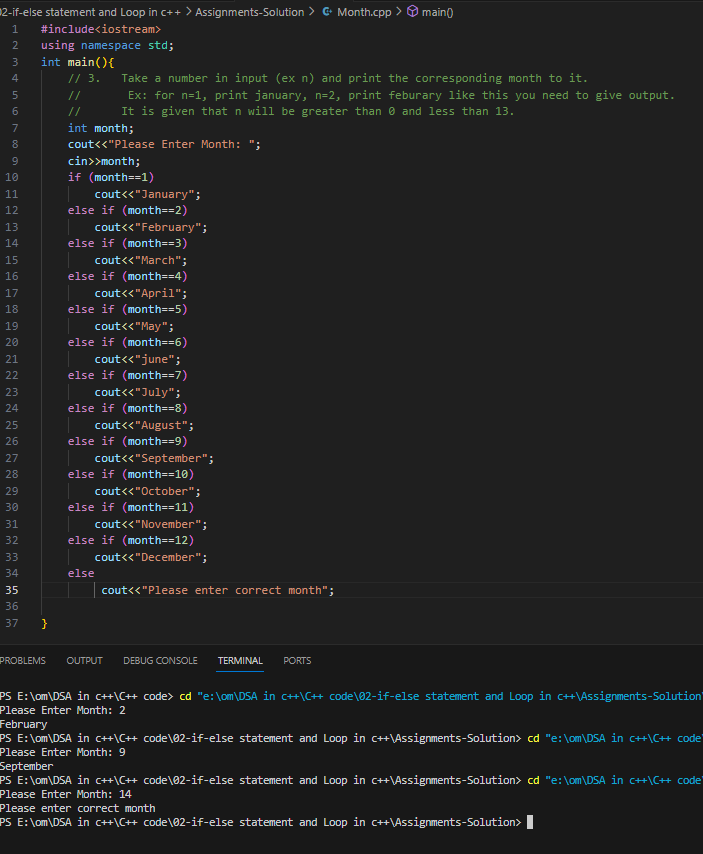 02-if-else statement and Loop in c++ > Assignments-Solution > Month.cpp > main()
1 #include<iostream>
2 using namespace std;
3 int main(){
4 // 3. Take a number in input (ex n) and print the corresponding month to it.
5 // Ex: for n=1, print january, n=2, print feburary like this you need to give output.
6 // It is given that n will be greater than 0 and less than 13.
7 int month;
8 cout<<"Please Enter Month: ";
9 cin>>month;
10 if (month==1)
11 cout<<"January";
12 else if (month==2)
13 cout<<"February";
14 else if (month==3)
15 cout<<"March";
16 else if (month==4)
17 cout<<"April";
18 else if (month==5)
19 cout<<"May";
20 else if (month==6)
21 cout<<"june";
22 else if (month==7)
23 cout<<"July";
24 else if (month==8)
25 cout<<"August";
26 else if (month==9)
27 cout<<"September";
28 else if (month==10)
29 cout<<"October";
30 else if (month==11)
31 cout<<"November";
32 else if (month==12)
33 cout<<"December";
34 else
35 cout<<"Please enter correct month";
36
37 }
PROBLEMS OUTPUT DEBUG CONSOLE TERMINAL PORTS
PS E:\om\DSA in c++\C++ code> cd "e:\om\DSA in c++\C++ code\02-if-else statement and Loop in c++\Assignments-Solution
Please Enter Month: 2
February
PS E:\om\DSA in c++\C++ code\02-if-else statement and Loop in c++\Assignments-Solution> cd "e:\om\DSA in c++\C++ code
Please Enter Month: 9
September
PS E:\om\DSA in c++\C++ code\02-if-else statement and Loop in c++\Assignments-Solution> cd "e:\om\DSA in c++\C++ code
Please Enter Month: 14
Please enter correct month
PS E:\om\DSA in c++\C++ code\02-if-else statement and Loop in c++\Assignments-Solution>